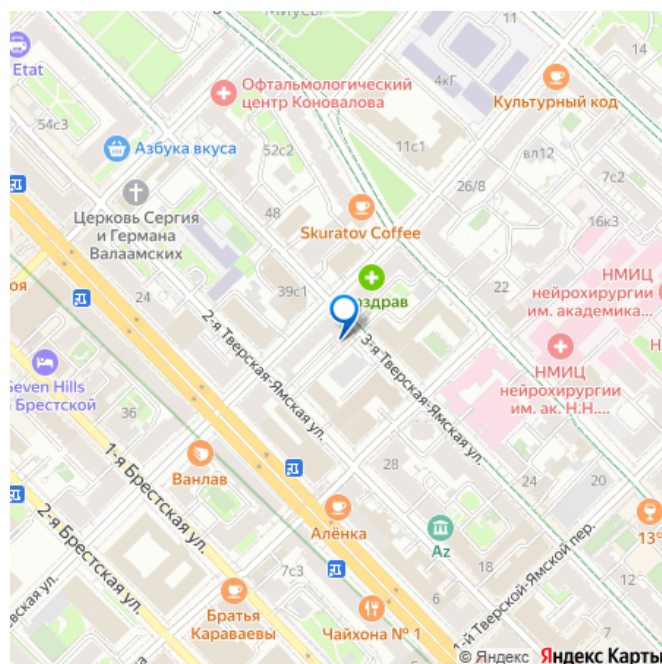 Миусы
11
14
Etat
Офтальмологический
центр Коновалова
4кГ
Культурный код
54с3
Азбука вкуса
52с2
11с1
вл12
7с2
26/8
Церковь Сергия
и Германа
Валаамских
48
Skuratov Coffee
16к3
оя
24
39с1
здрав
22
НМИЦ
нейрохирургии
им. академика...
2-я Тверская-Ямская ул.
3-я Тверская-Ямская ул.
НМИЦ
нейрохирургии
им. ак. Н.Н....
Seven Hills
Брестской
36
1-я Брестская ул.
Ванлав
28
24
20
2-я Брестская ул.
Алёнка
Az
13°
1-й Тверской-Ямской пер.
7с3
18
12
6
вская ул.
Братья
Караваевы
Чайхона № 1
© Яндекс Яндекс Карты